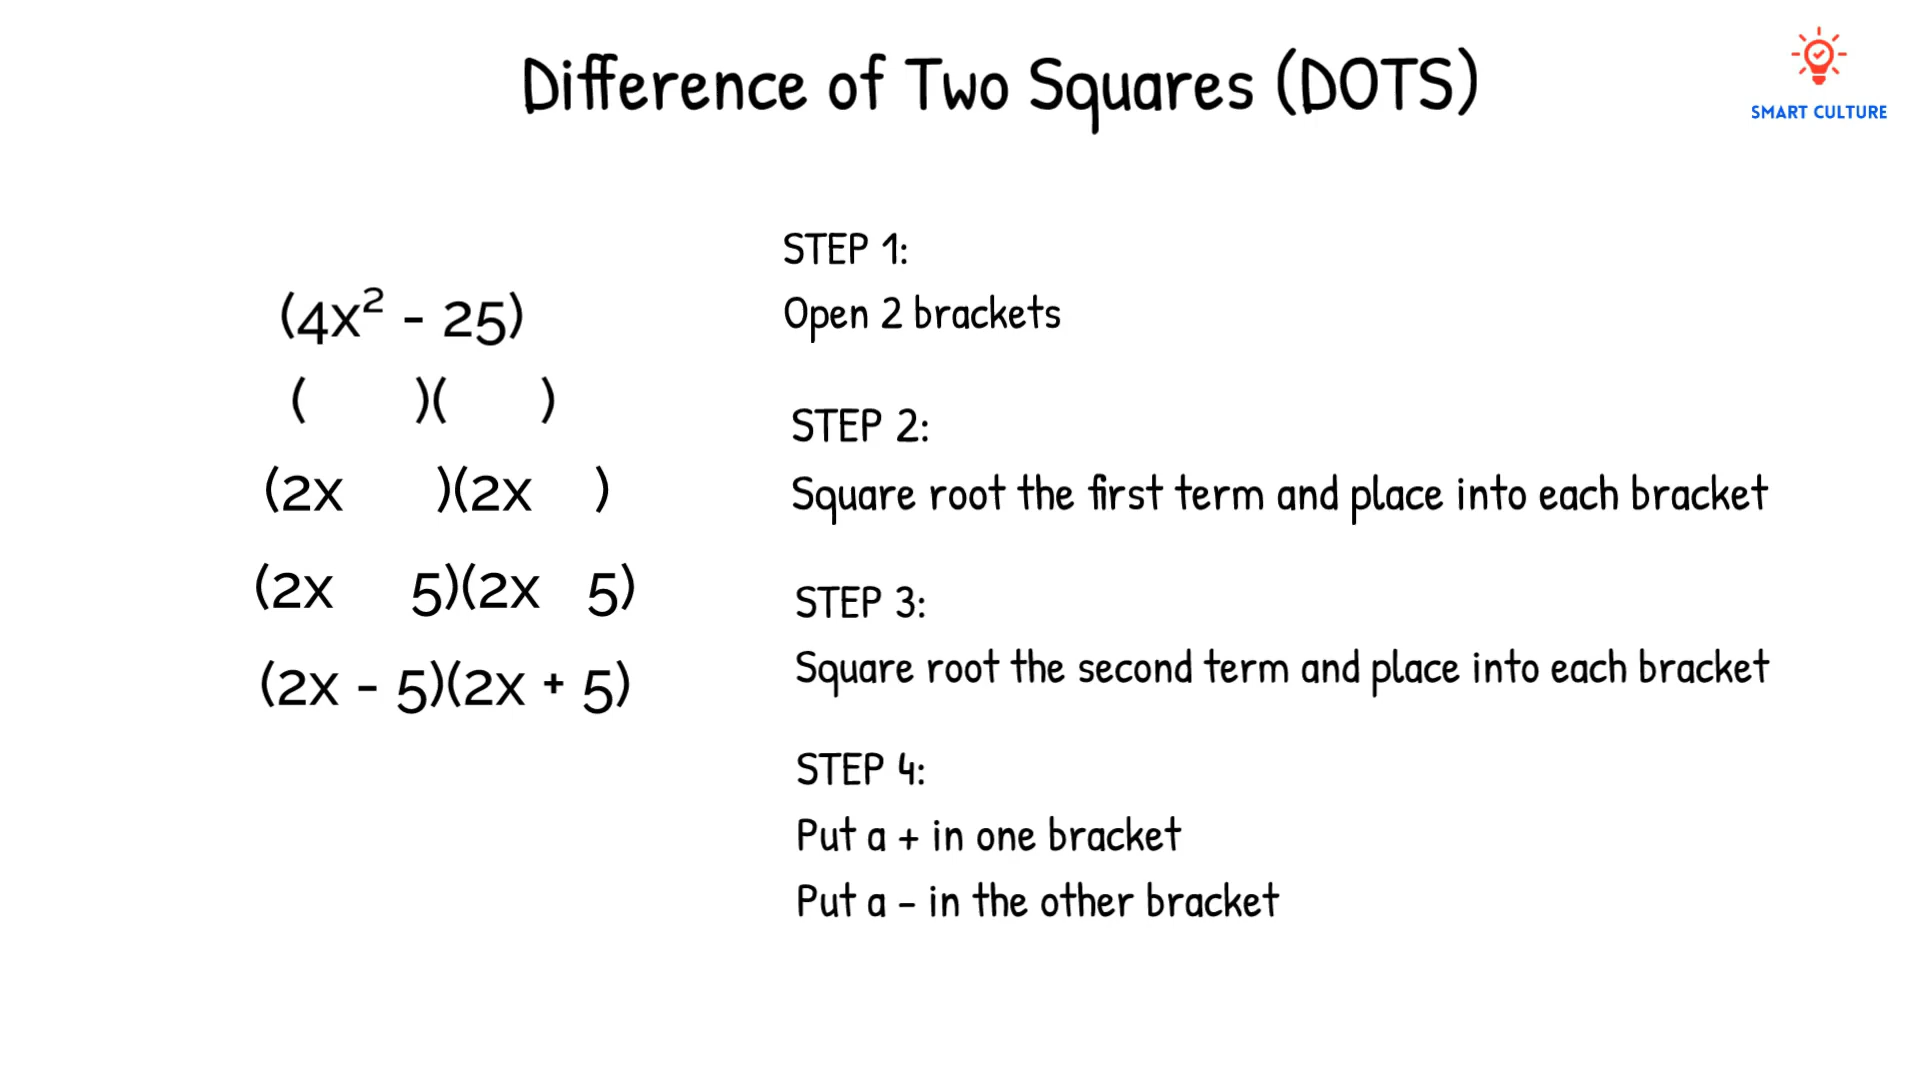 Difference of Two Squares (DOTS)
SMART CULTURE
(4x² - 25)
(      )(      )
(2x      )(2x    )
(2x     5)(2x   5)
(2x - 5)(2x + 5)
STEP 1:
Open 2 brackets
STEP 2:
Square root the first term and place into each bracket
STEP 3:
Square root the second term and place into each bracket
STEP 4:
Put a + in one bracket
Put a - in the other bracket